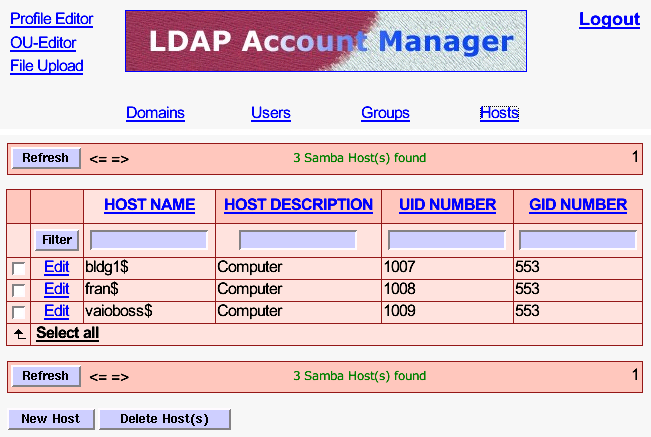 Profile Editor
OU-Editor
File Upload
LDAP Account Manager
Logout
Domains Users Groups Hosts
Refresh <= => 3 Samba Host(s) found 1
HOST NAME HOST DESCRIPTION UID NUMBER GID NUMBER
Filter
Edit bldg1$ Computer 1007 553
Edit fran$ Computer 1008 553
Edit vaioboss$ Computer 1009 553
Select all
Refresh <= => 3 Samba Host(s) found 1
New Host Delete Host(s)